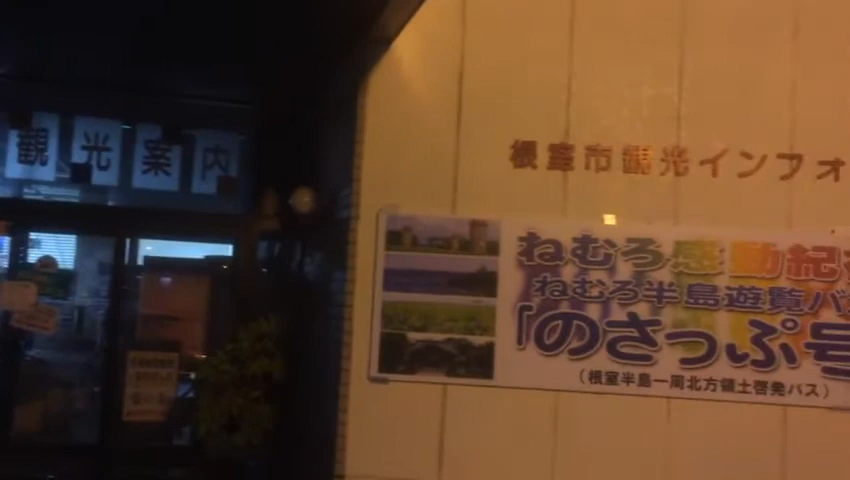 観光案内
根室市観光インフォ
ねむろ感動紀
ねむろ半島遊覧バ
「のさっぷ号
（根室半島一周北方領土啓発バス）